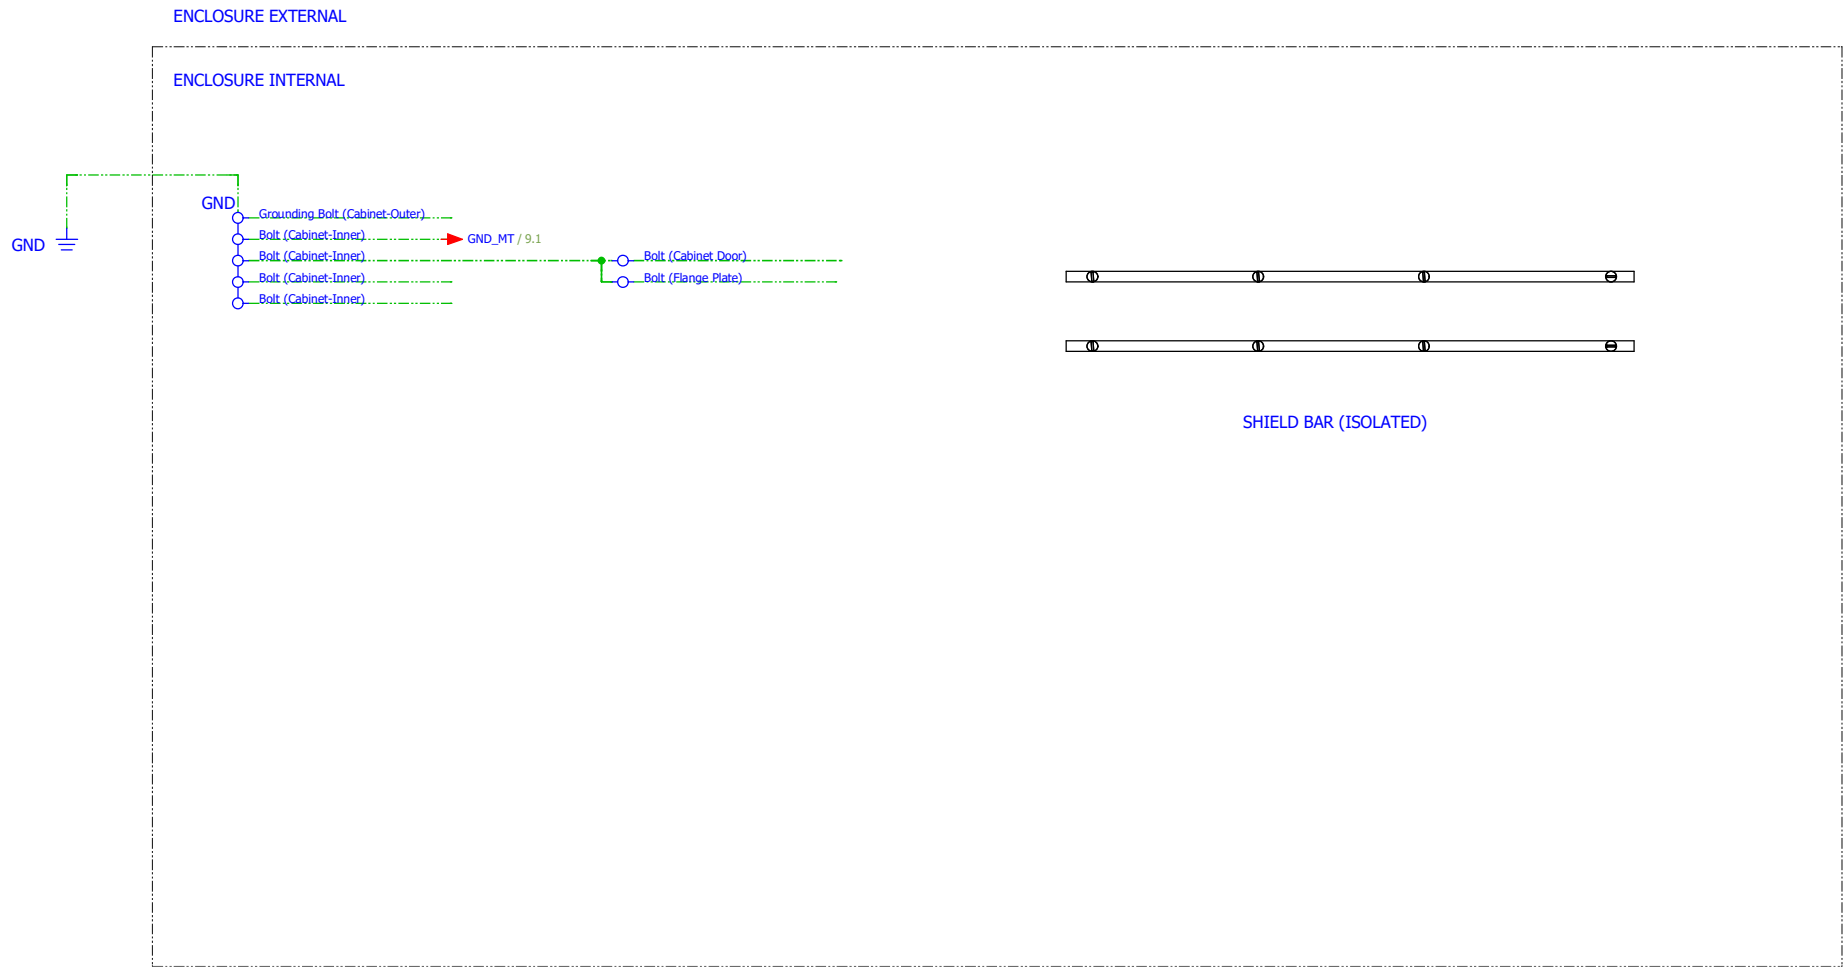 ENCLOSURE EXTERNAL
ENCLOSURE INTERNAL
GND
GND
Grounding Bolt (Cabinet-Outer)
Bolt (Cabinet-Inner)
GND_MT / 9.1
Bolt (Cabinet-Inner)
Bolt (Cabinet Door)
Bolt (Cabinet-Inner)
Bolt (Flange Plate)
Bolt (Cabinet-Inner)
SHIELD BAR (ISOLATED)